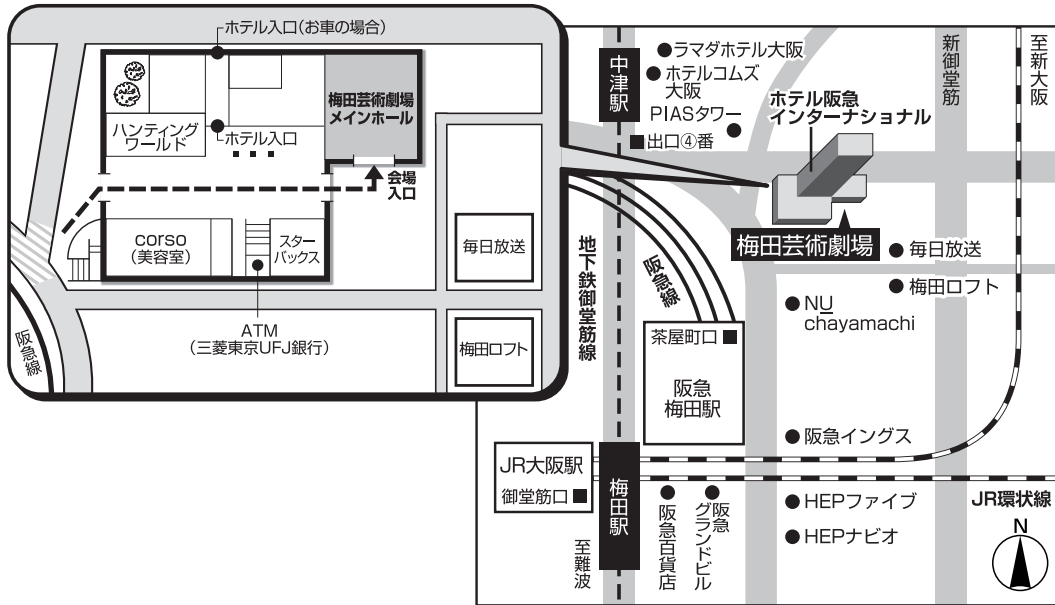 ホテル入口(お車の場合)
梅田芸術劇場
メインホール
ハンティング
ワールド
ホテル入口
会場
入口
corso
(美容室)
スター
バックス
ATM
(三菱東京UFJ銀行)
阪急線
毎日放送
梅田ロフト
中津駅
ラマダホテル大阪
ホテルコムズ
大阪
PIASタワー
出口④番
ホテル阪急
インターナショナル
新御堂筋
至新大阪
梅田芸術劇場
毎日放送
梅田ロフト
地下鉄御堂筋線
阪急線
NU
chayamachi
茶屋町口
阪急
梅田駅
阪急イングス
JR大阪駅
御堂筋口
梅田駅
至難波
阪急百貨店
阪急
グランドビル
HEPファイブ
HEPナビオ
JR環状線
N